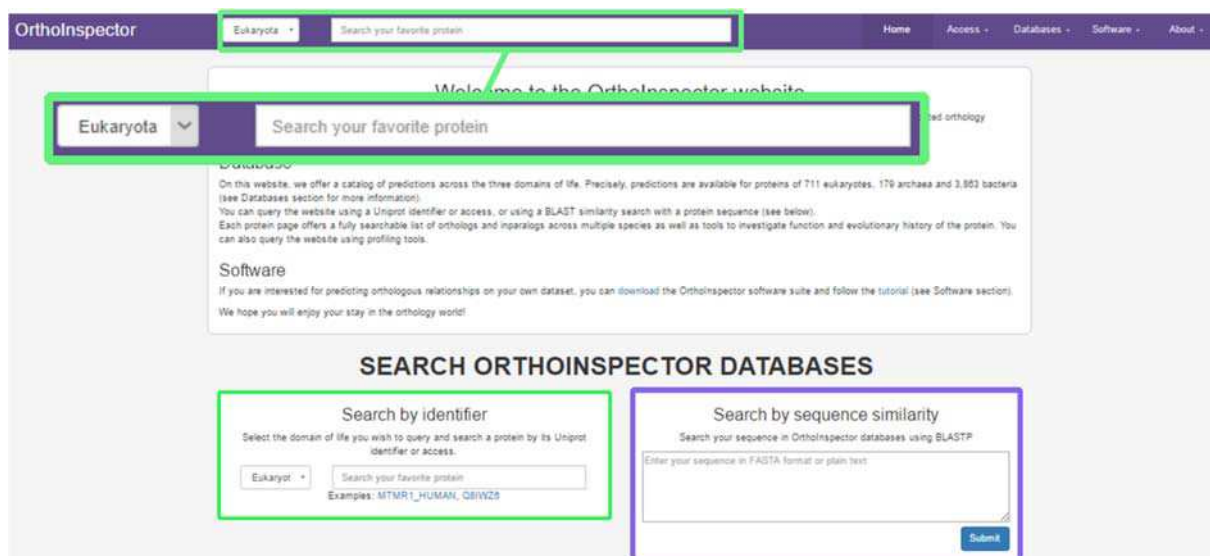 OrthoInspector
Eukaryota
Search your favorite protein
Home
Access
Databases
Software
About
Welcome to the OrthoInspector website
Eukaryota
Search your favorite protein
orthology
Database
On this website, we offer a catalog of predictions across the three domains of life. Precisely, predictions are available for proteins of 711 eukaryotes, 179 archaea and 3,863 bacteria
(see Databases section for more information).
You can query the website using a Uniprot identifier or access, or using a BLAST similarity search with a protein sequence (see below).
Each protein page offers a fully searchable list of orthologs and inparalogs across multiple species as well as tools to investigate function and evolutionary history of the protein. You
can also query the website using profiling tools.
Software
If you are interested for predicting orthologous relationships on your own dataset, you can download the OrthoInspector software suite and follow the tutorial (see Software section).
We hope you will enjoy your stay in the orthology world!
SEARCH ORTHOINSPECTOR DATABASES
Search by identifier
Select the domain of life you wish to query and search a protein by its Uniprot
identifier or access.
Eukaryot
Search your favorite protein
Examples: MTMR1_HUMAN, Q8IWZ6
Search by sequence similarity
Search your sequence in OrthoInspector databases using BLASTP
Enter your sequence in FASTA format or plain text
Submit